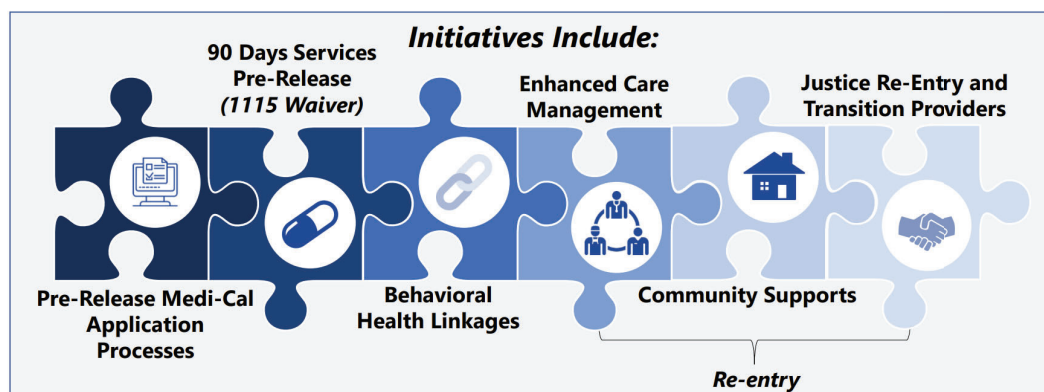 Initiatives Include:
90 Days Services
Pre-Release
(1115 Waiver)
Enhanced Care
Management
Justice Re-Entry and
Transition Providers
Pre-Release Medi-Cal
Application
Processes
Behavioral
Health Linkages
Community Supports
Re-entry